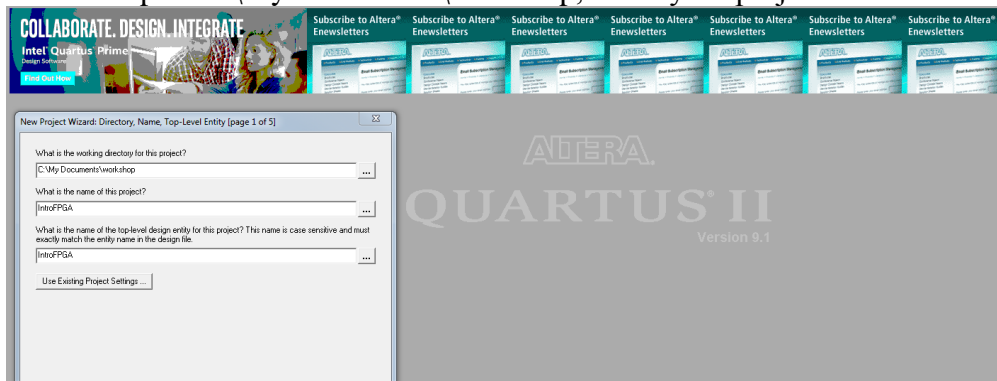 COLLABORATE. DESIGN. INTEGRATE
Intel® Quartus® Prime
Design Software
Find Out How
Subscribe to Altera® Enewsletters
Subscribe to Altera® Enewsletters
Subscribe to Altera® Enewsletters
Subscribe to Altera® Enewsletters
Subscribe to Altera® Enewsletters
Subscribe to Altera® Enewsletters
Subscribe to Altera® Enewsletters
New Project Wizard: Directory, Name, Top-Level Entity [page 1 of 5]
What is the working directory for this project?
C:\My Documents\workshop
...
What is the name of this project?
IntroFPGA
...
What is the name of the top-level design entity for this project? This name is case sensitive and must
exactly match the entity name in the design file.
IntroFPGA
...
Use Existing Project Settings ...
ALTERA.
QUARTUS® II
Version 9.1